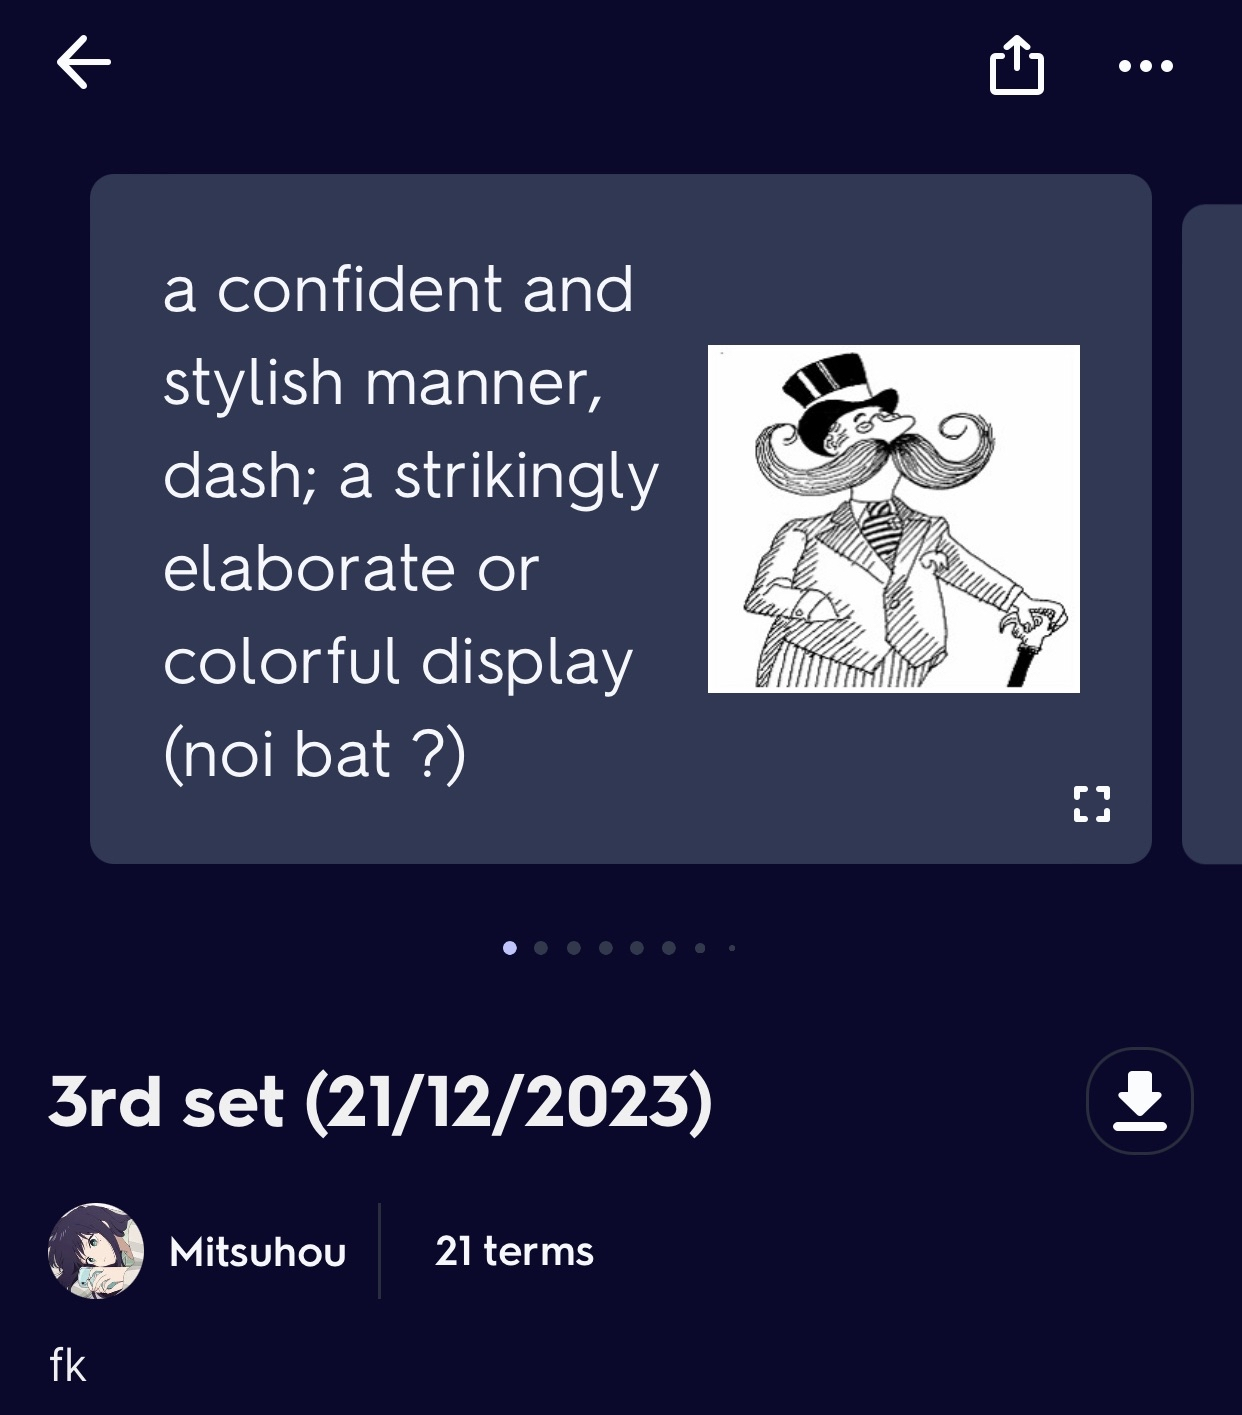 a confident and
stylish manner,
dash; a strikingly
elaborate or
colorful display
(noi bat ?)
3rd set (21/12/2023)
Mitsuhou
21 terms
fk